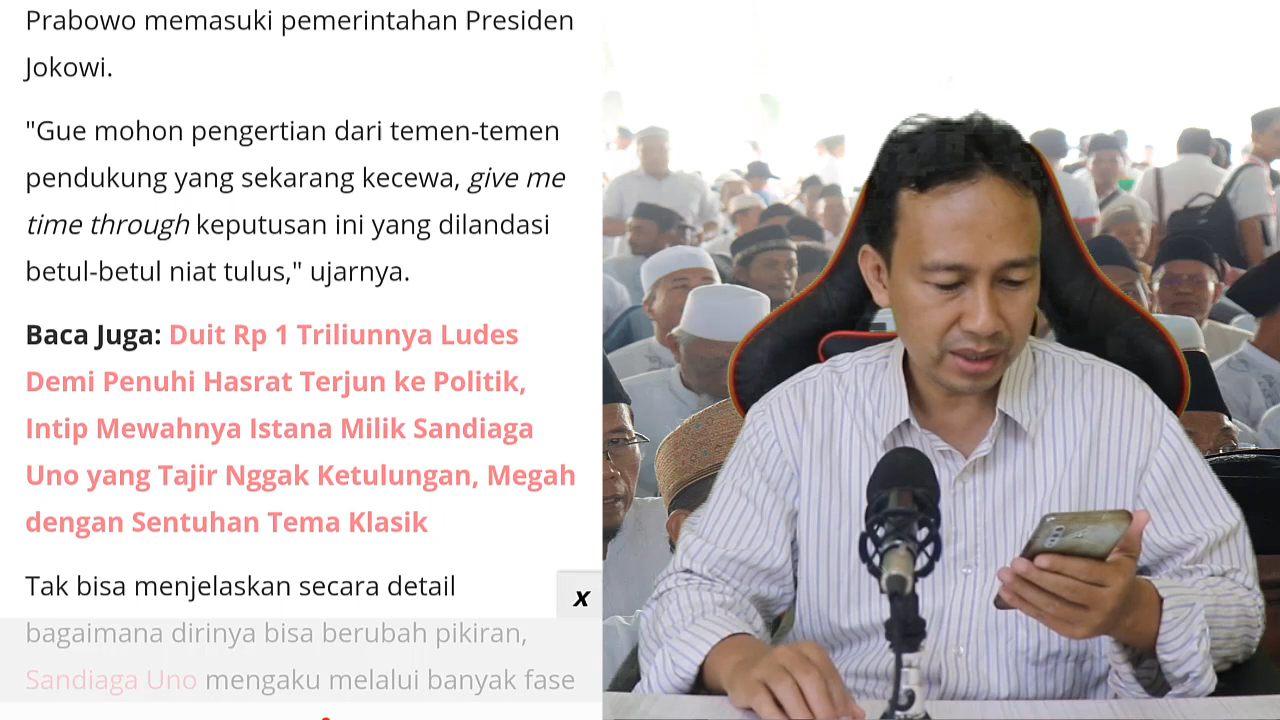 Prabowo memasuki pemerintahan Presiden
Jokowi.
"Gue mohon pengertian dari temen-temen
pendukung yang sekarang kecewa, give me
time through keputusan ini yang dilandasi
betul-betul niat tulus," ujarnya.
Baca Juga: Duit Rp 1 Triliunnya Ludes
Demi Penuhi Hasrat Terjun ke Politik,
Intip Mewahnya Istana Milik Sandiaga
Uno yang Tajir Nggak Ketulungan, Megah
dengan Sentuhan Tema Klasik
Tak bisa menjelaskan secara detail
x
bagaimana dirinya bisa berubah pikiran,
Sandiaga Uno mengaku melalui banyak fase